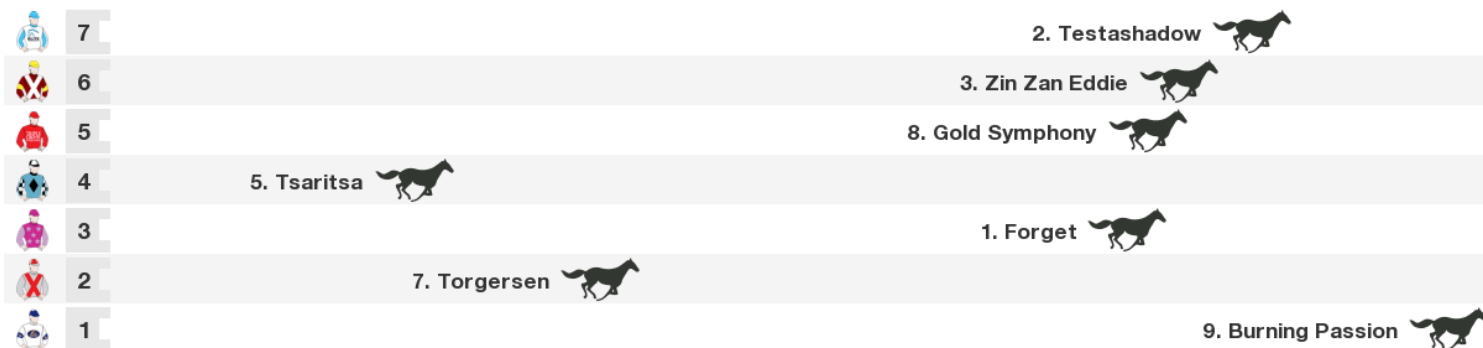 7 2. Testashadow
6 3. Zin Zan Eddie
5 8. Gold Symphony
4 5. Tsaritsa
3 1. Forget
2 7. Torgersen
1 9. Burning Passion